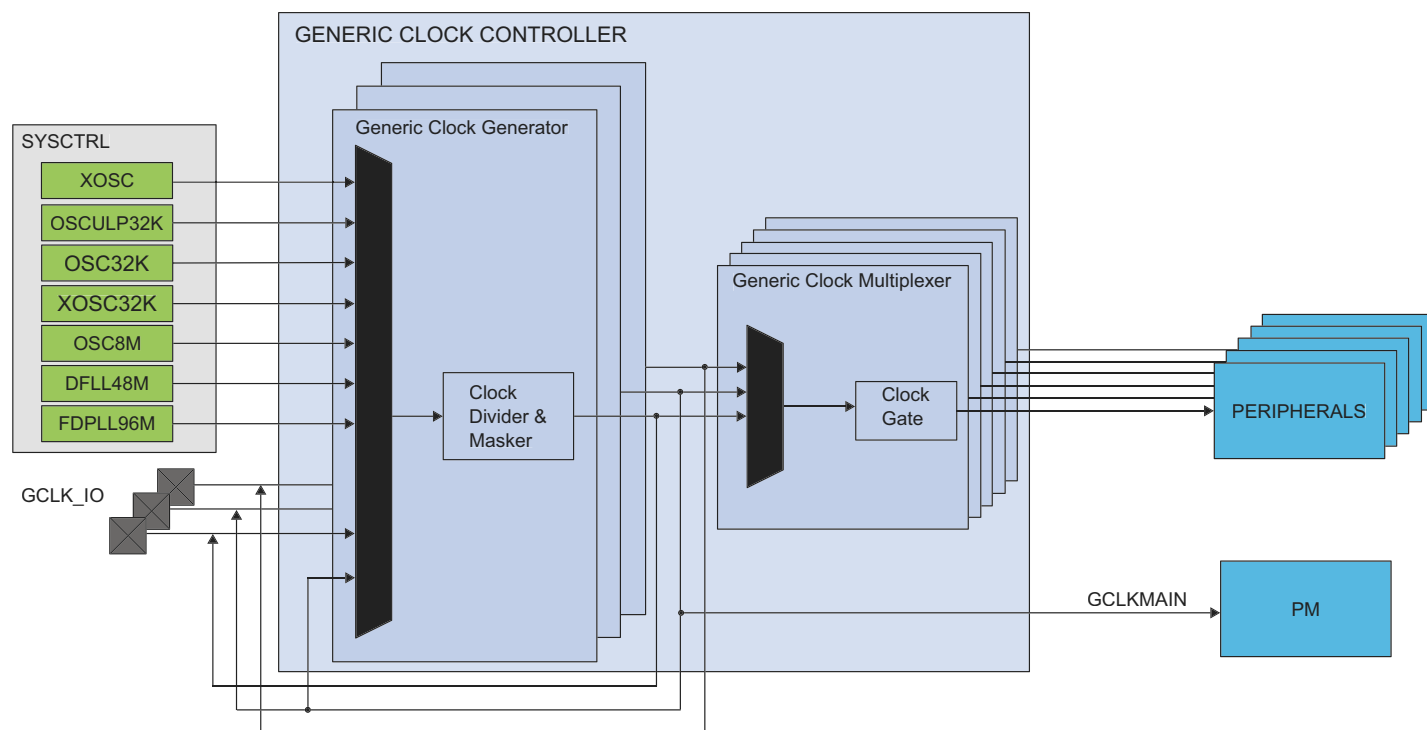 GENERIC CLOCK CONTROLLER
Generic Clock Generator
SYSCTRL
XOSC
OSCULP32K
OSC32K
XOSC32K
OSC8M
DFLL48M
FDPLL96M
GCLK_IO
Clock
Divider &
Masker
Generic Clock Multiplexer
Clock
Gate
PERIPHERALS
GCLKMAIN
PM